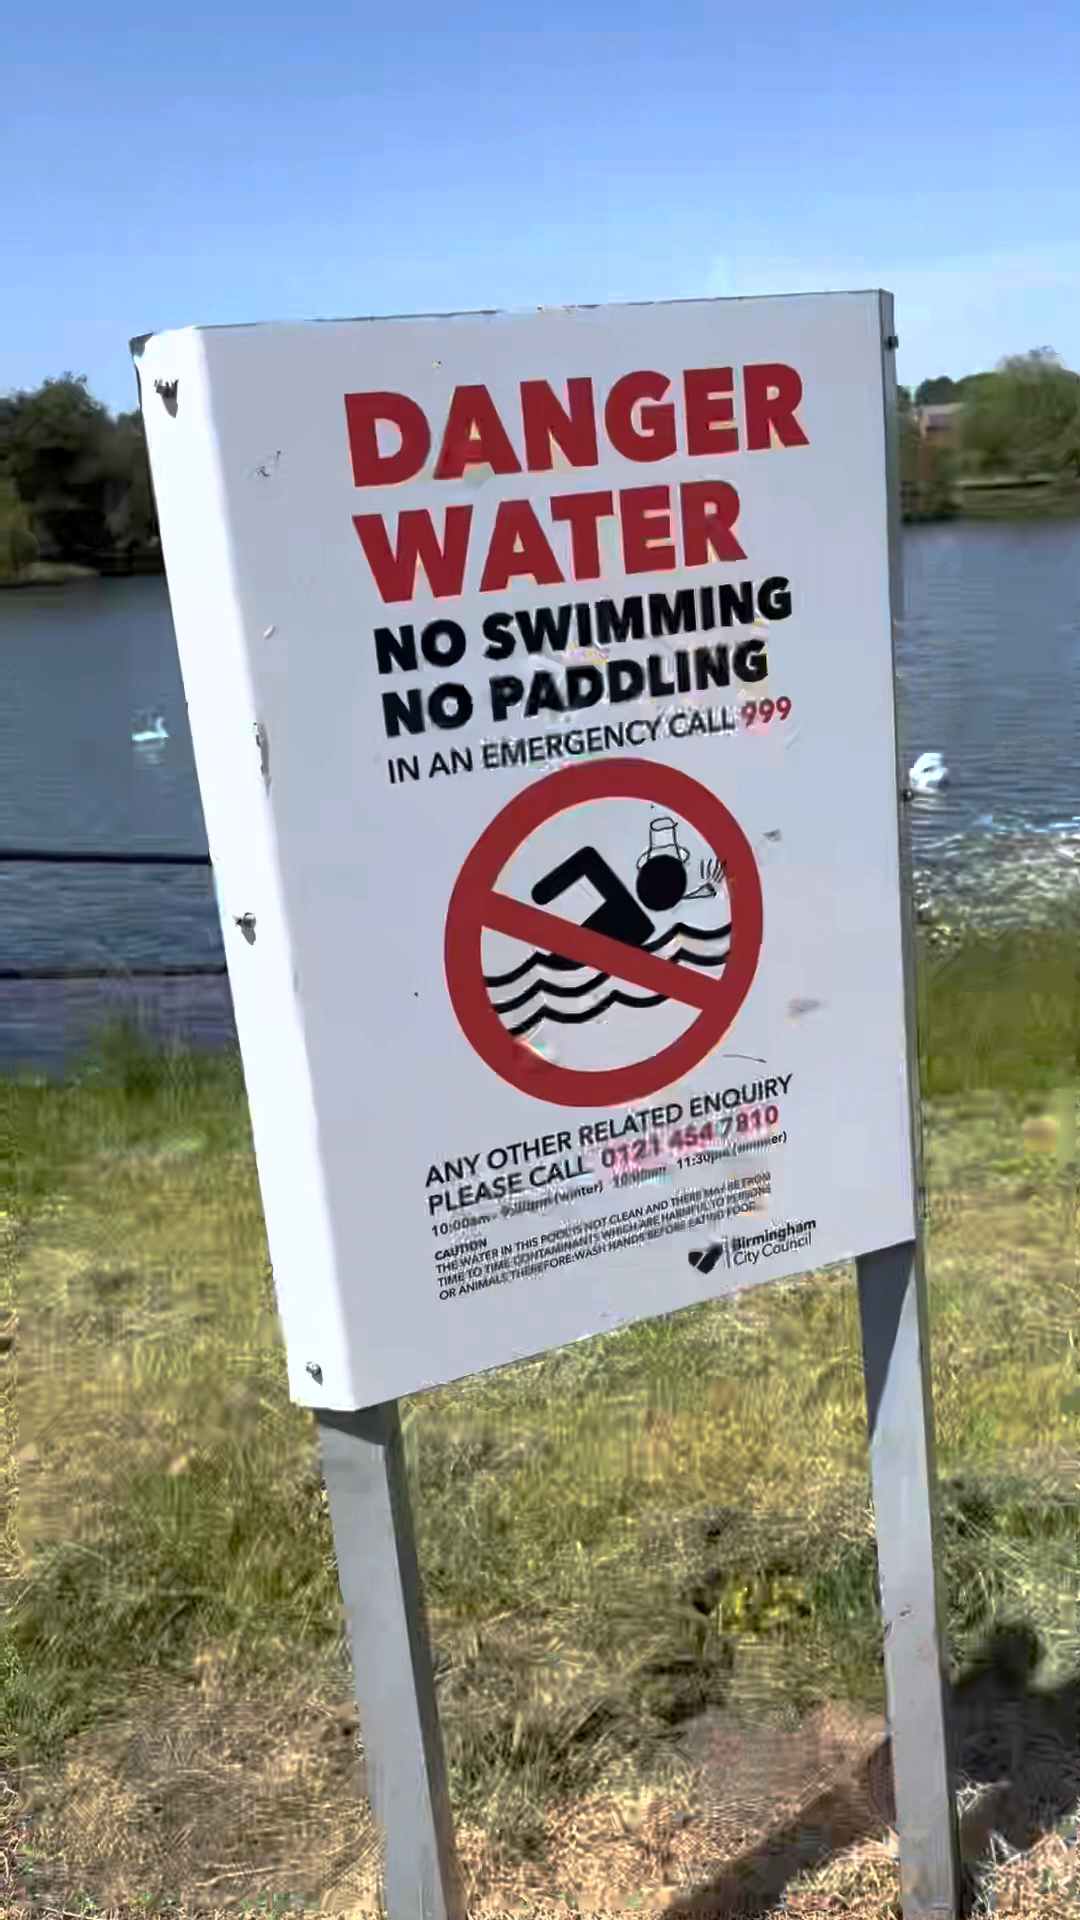 DANGER
WATER
NO SWIMMING
NO PADDLING
IN AN EMERGENCY CALL 999
ANY OTHER RELATED ENQUIRY
PLEASE CALL 0121 454 7810
10:00am - (winter) 11:30pm
CAUTION
THE WATER IN THIS POOL IS NOT CLEAN AND THERE MAY BE FROM
TIME TO TIME CONTAMINANTS WHICH ARE HARMFUL TO PERSONS
OR ANIMALS THEREFORE:WASH HANDS BEFORE EATING FOOD
Birmingham
City Council